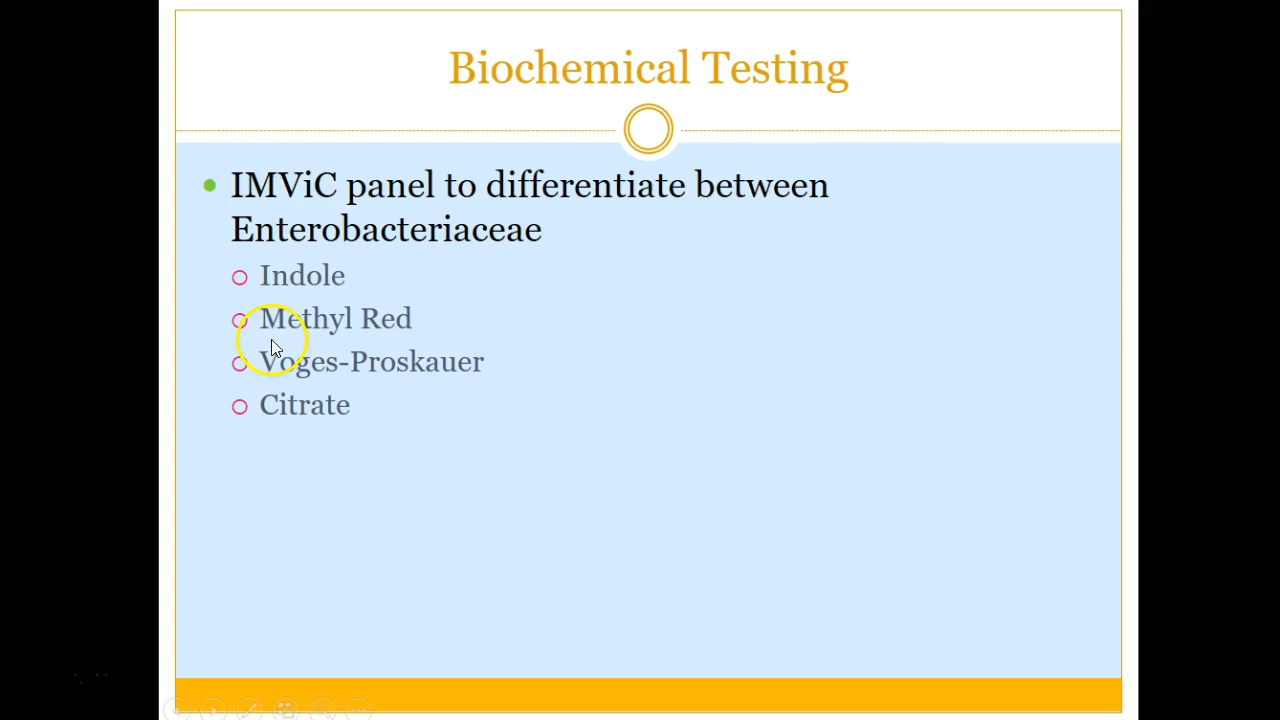 Biochemical Testing
IMViC panel to differentiate between
Enterobacteriaceae
Indole
Methyl Red
Voges-Proskauer
Citrate